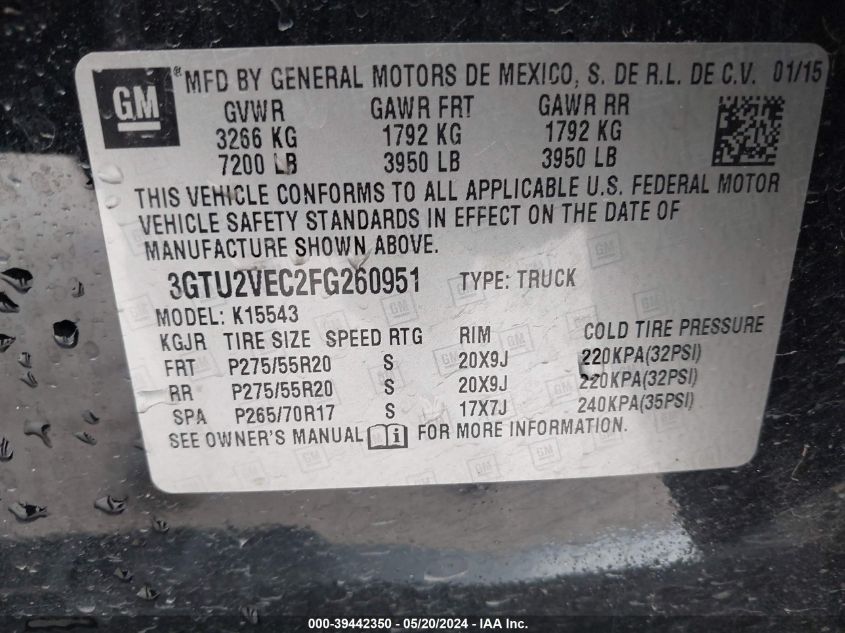 GM
® MFD BY GENERAL MOTORS DE MEXICO, S. DE R.L. DE C.V. 01/15
GVWR GAWR FRT GAWR RR
3266 KG 1792 KG 1792 KG
7200 LB 3950 LB 3950 LB
THIS VEHICLE CONFORMS TO ALL APPLICABLE U.S. FEDERAL MOTOR
VEHICLE SAFETY STANDARDS IN EFFECT ON THE DATE OF
MANUFACTURE SHOWN ABOVE.
3GTU2VEC2FG260951 TYPE: TRUCK
MODEL: K15543
KGJR TIRE SIZE SPEED RTG RIM COLD TIRE PRESSURE
FRT P275/55R20 S 20X9J 220KPA(32PSI)
RR P275/55R20 S 20X9J 220KPA(32PSI)
SPA P265/70R17 S 17X7J 240KPA(35PSI)
SEE OWNER'S MANUAL i FOR MORE INFORMATION.
000-39442350 — 05/20/2024 — IAA Inc.